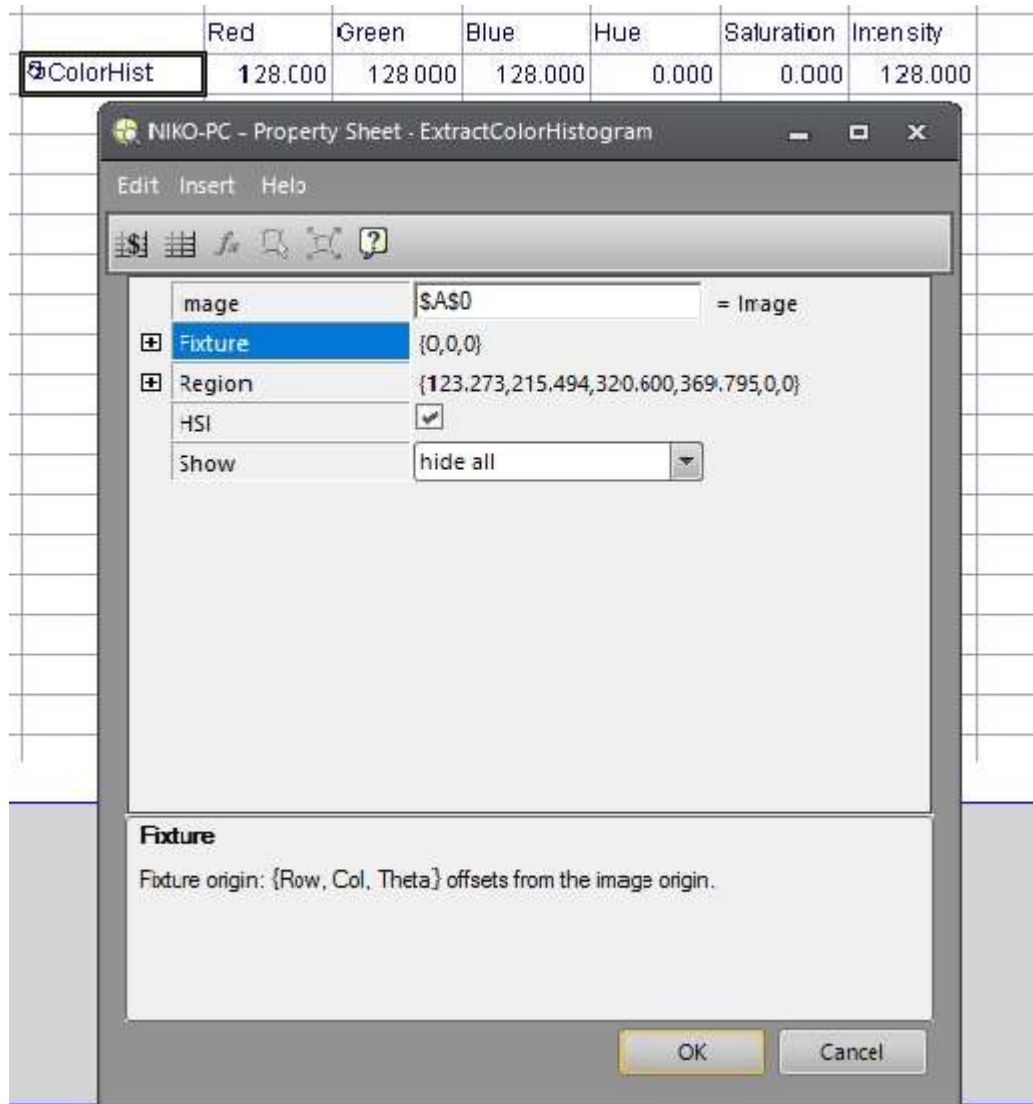 Red Green Blue Hue Saturation Intensity
ColorHist 128.000 128.000 128.000 0.000 0.000 128.000
NIKO-PC - Property Sheet - ExtractColorHistogram
Edit Insert Help
$ fx ?
Image $A$0 = Image
Fixture {0,0,0}
Region {123.273,215.494,320.600,369.795,0,0}
HSI
Show hide all
Fixture
Fixture origin: {Row, Col, Theta} offsets from the image origin.
OK Cancel